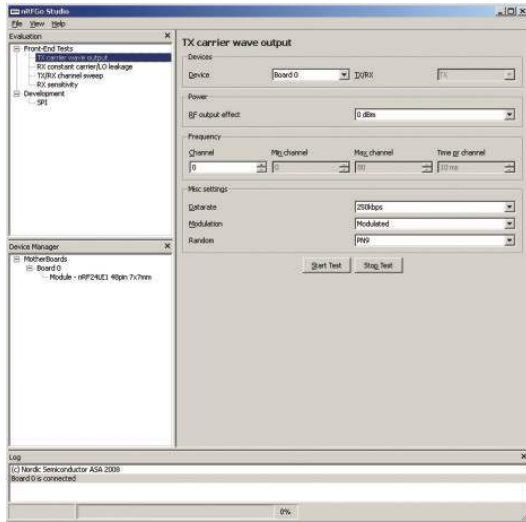 nRFGo Studio
File View Help
Evaluation
Front-End Tests
TX carrier wave output
RX constant carrier/LO leakage
TX/RX channel sweep
RX sensitivity
Development
SPI
Device Manager
MotherBoards
Board 0
Module - nRF24LE1 48pin 7x7mm
TX carrier wave output
Devices
Device Board 0 TX/RX TX
Power
RF output effect 0 dBm
Frequency
Channel Min channel Max channel Time pr channel
0 0 80 10 ms
Misc settings
Datarate 250kbps
Modulation Modulated
Random PN9
Start Test Stop Test
Log
(c) Nordic Semiconductor ASA 2008
Board 0 is connected
0%